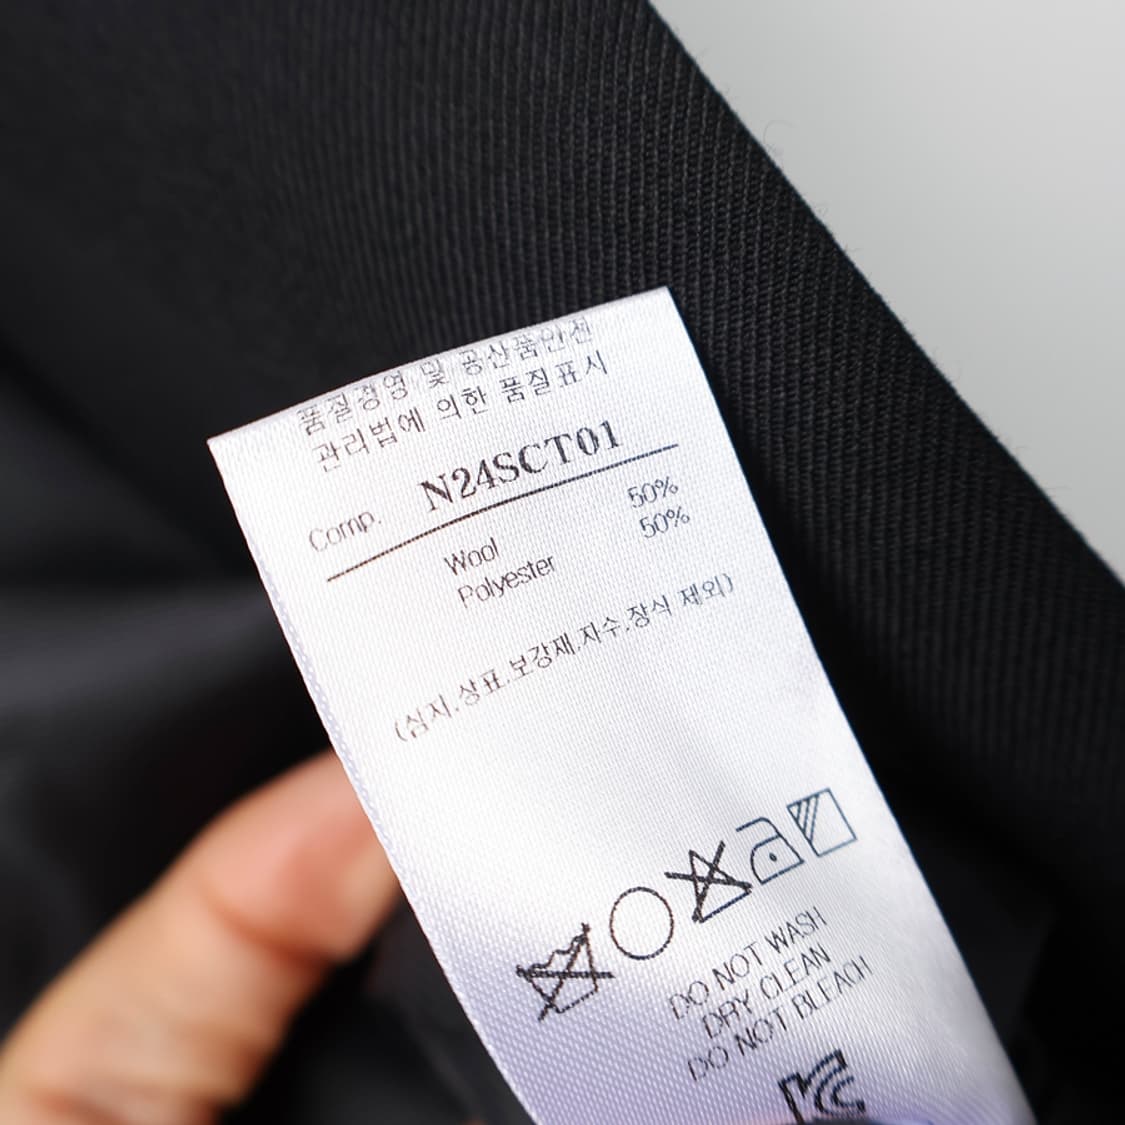 품질경영 및 공산품안전
관리법에 의한 품질표시
Comp. N24SCT01
Wool 50%
Polyester 50%
(심지.상표.보강재.자수.장식 제외)
DO NOT WASH
DRY CLEAN
DO NOT BLEACH